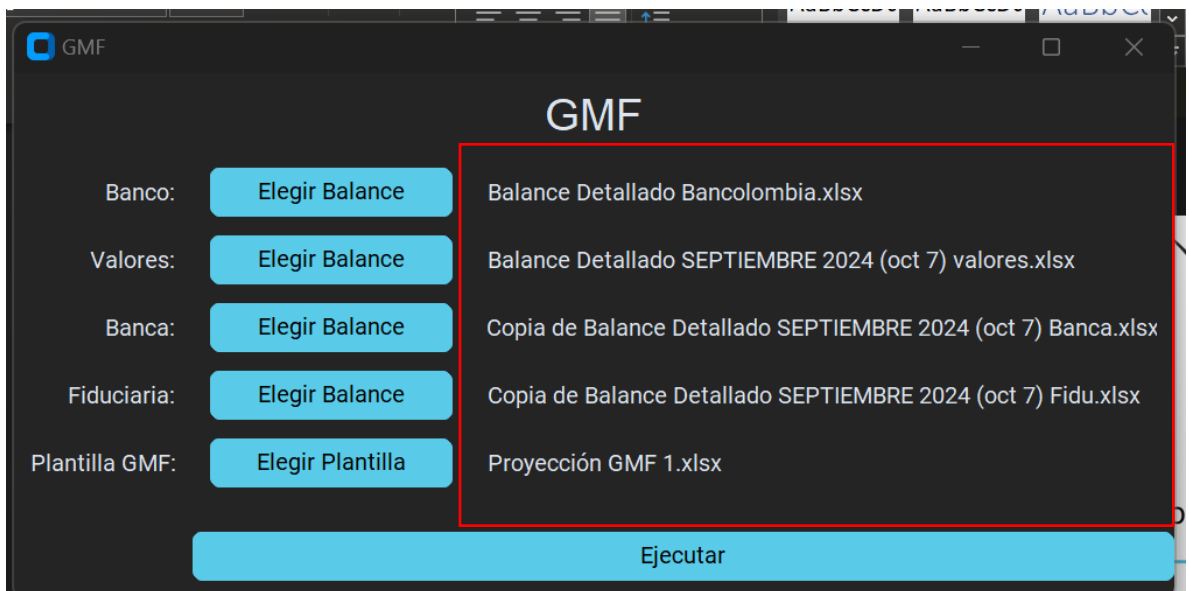 GMF
GMF
Banco: Elegir Balance Balance Detallado Bancolombia.xlsx
Valores: Elegir Balance Balance Detallado SEPTIEMBRE 2024 (oct 7) valores.xlsx
Banca: Elegir Balance Copia de Balance Detallado SEPTIEMBRE 2024 (oct 7) Banca.xlsx
Fiduciaria: Elegir Balance Copia de Balance Detallado SEPTIEMBRE 2024 (oct 7) Fidu.xlsx
Plantilla GMF: Elegir Plantilla Proyección GMF 1.xlsx
Ejecutar